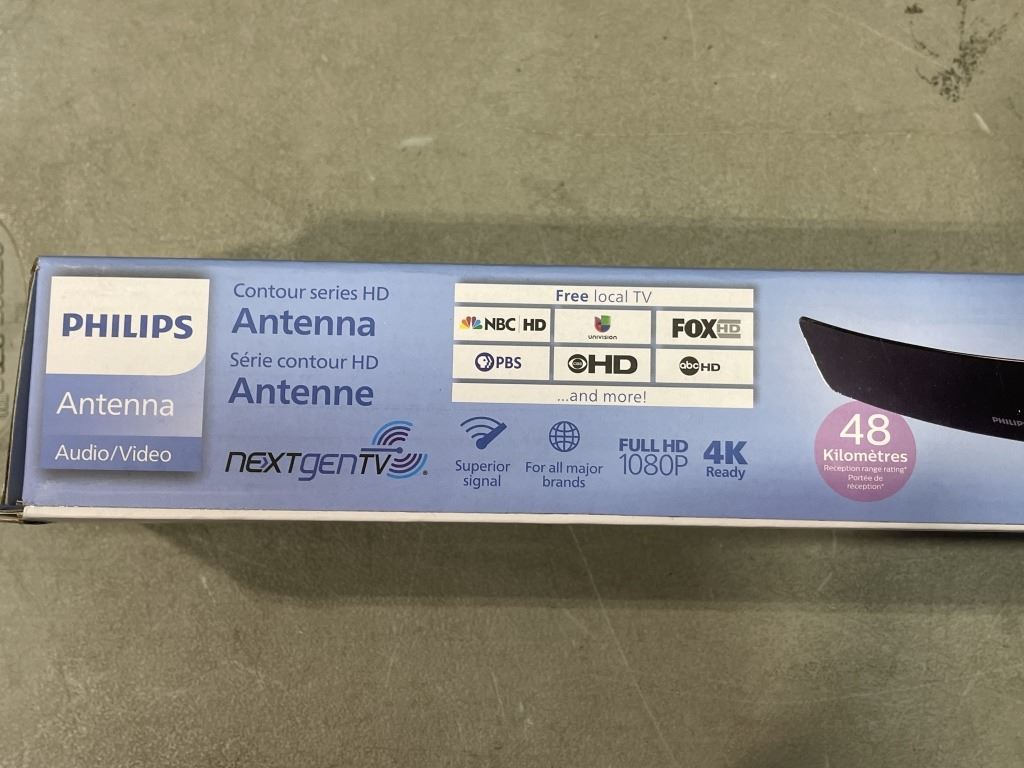 PHILIPS
Antenna
Audio/Video
Contour series HD
Antenna
Série contour HD
Antenne
NEXTGENTV®
Free local TV
NBC HD
UNIVISION
FOX HD
PBS
CBS HD
abc HD
...and more!
Superior
signal
For all major
brands
FULL HD
1080P
4K
Ready
48
Kilomètres
Reception range rating*
Portée de
réception*
PHILIPS